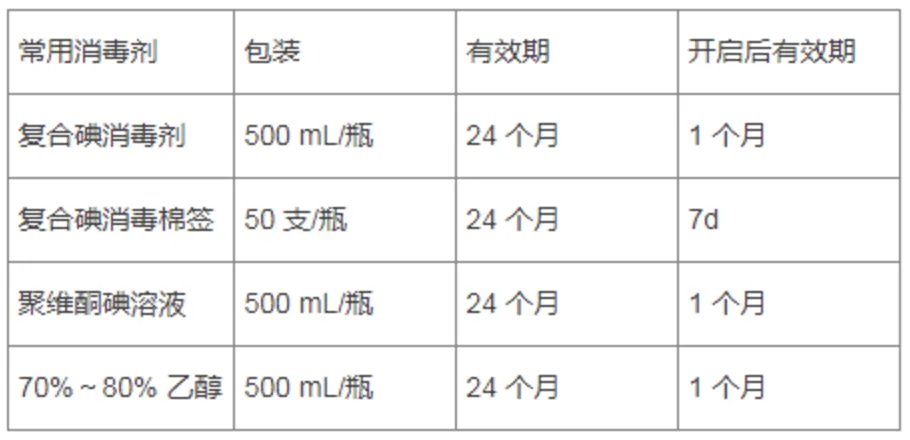 常用消毒剂 包装 有效期 开启后有效期
复合碘消毒剂 500 mL/瓶 24 个月 1 个月
复合碘消毒棉签 50 支/瓶 24 个月 7d
聚维酮碘溶液 500 mL/瓶 24 个月 1 个月
70%～80% 乙醇 500 mL/瓶 24 个月 1 个月